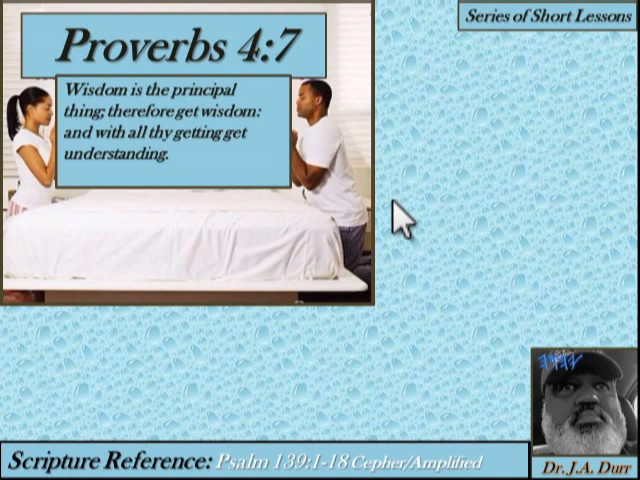 Series of Short Lessons
Proverbs 4:7
Wisdom is the principal
thing; therefore get wisdom:
and with all thy getting get
understanding.
Scripture Reference: Psalm 139:1-18 Cepher/Amplified
Dr. J.A. Durr